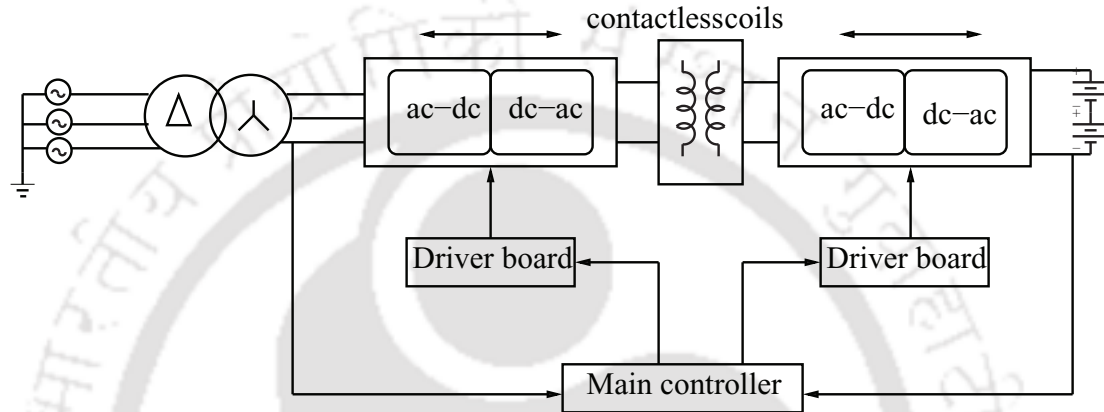 contactlesscoils
ac−dc
dc−ac
ac−dc
dc−ac
Driver board
Driver board
Main controller